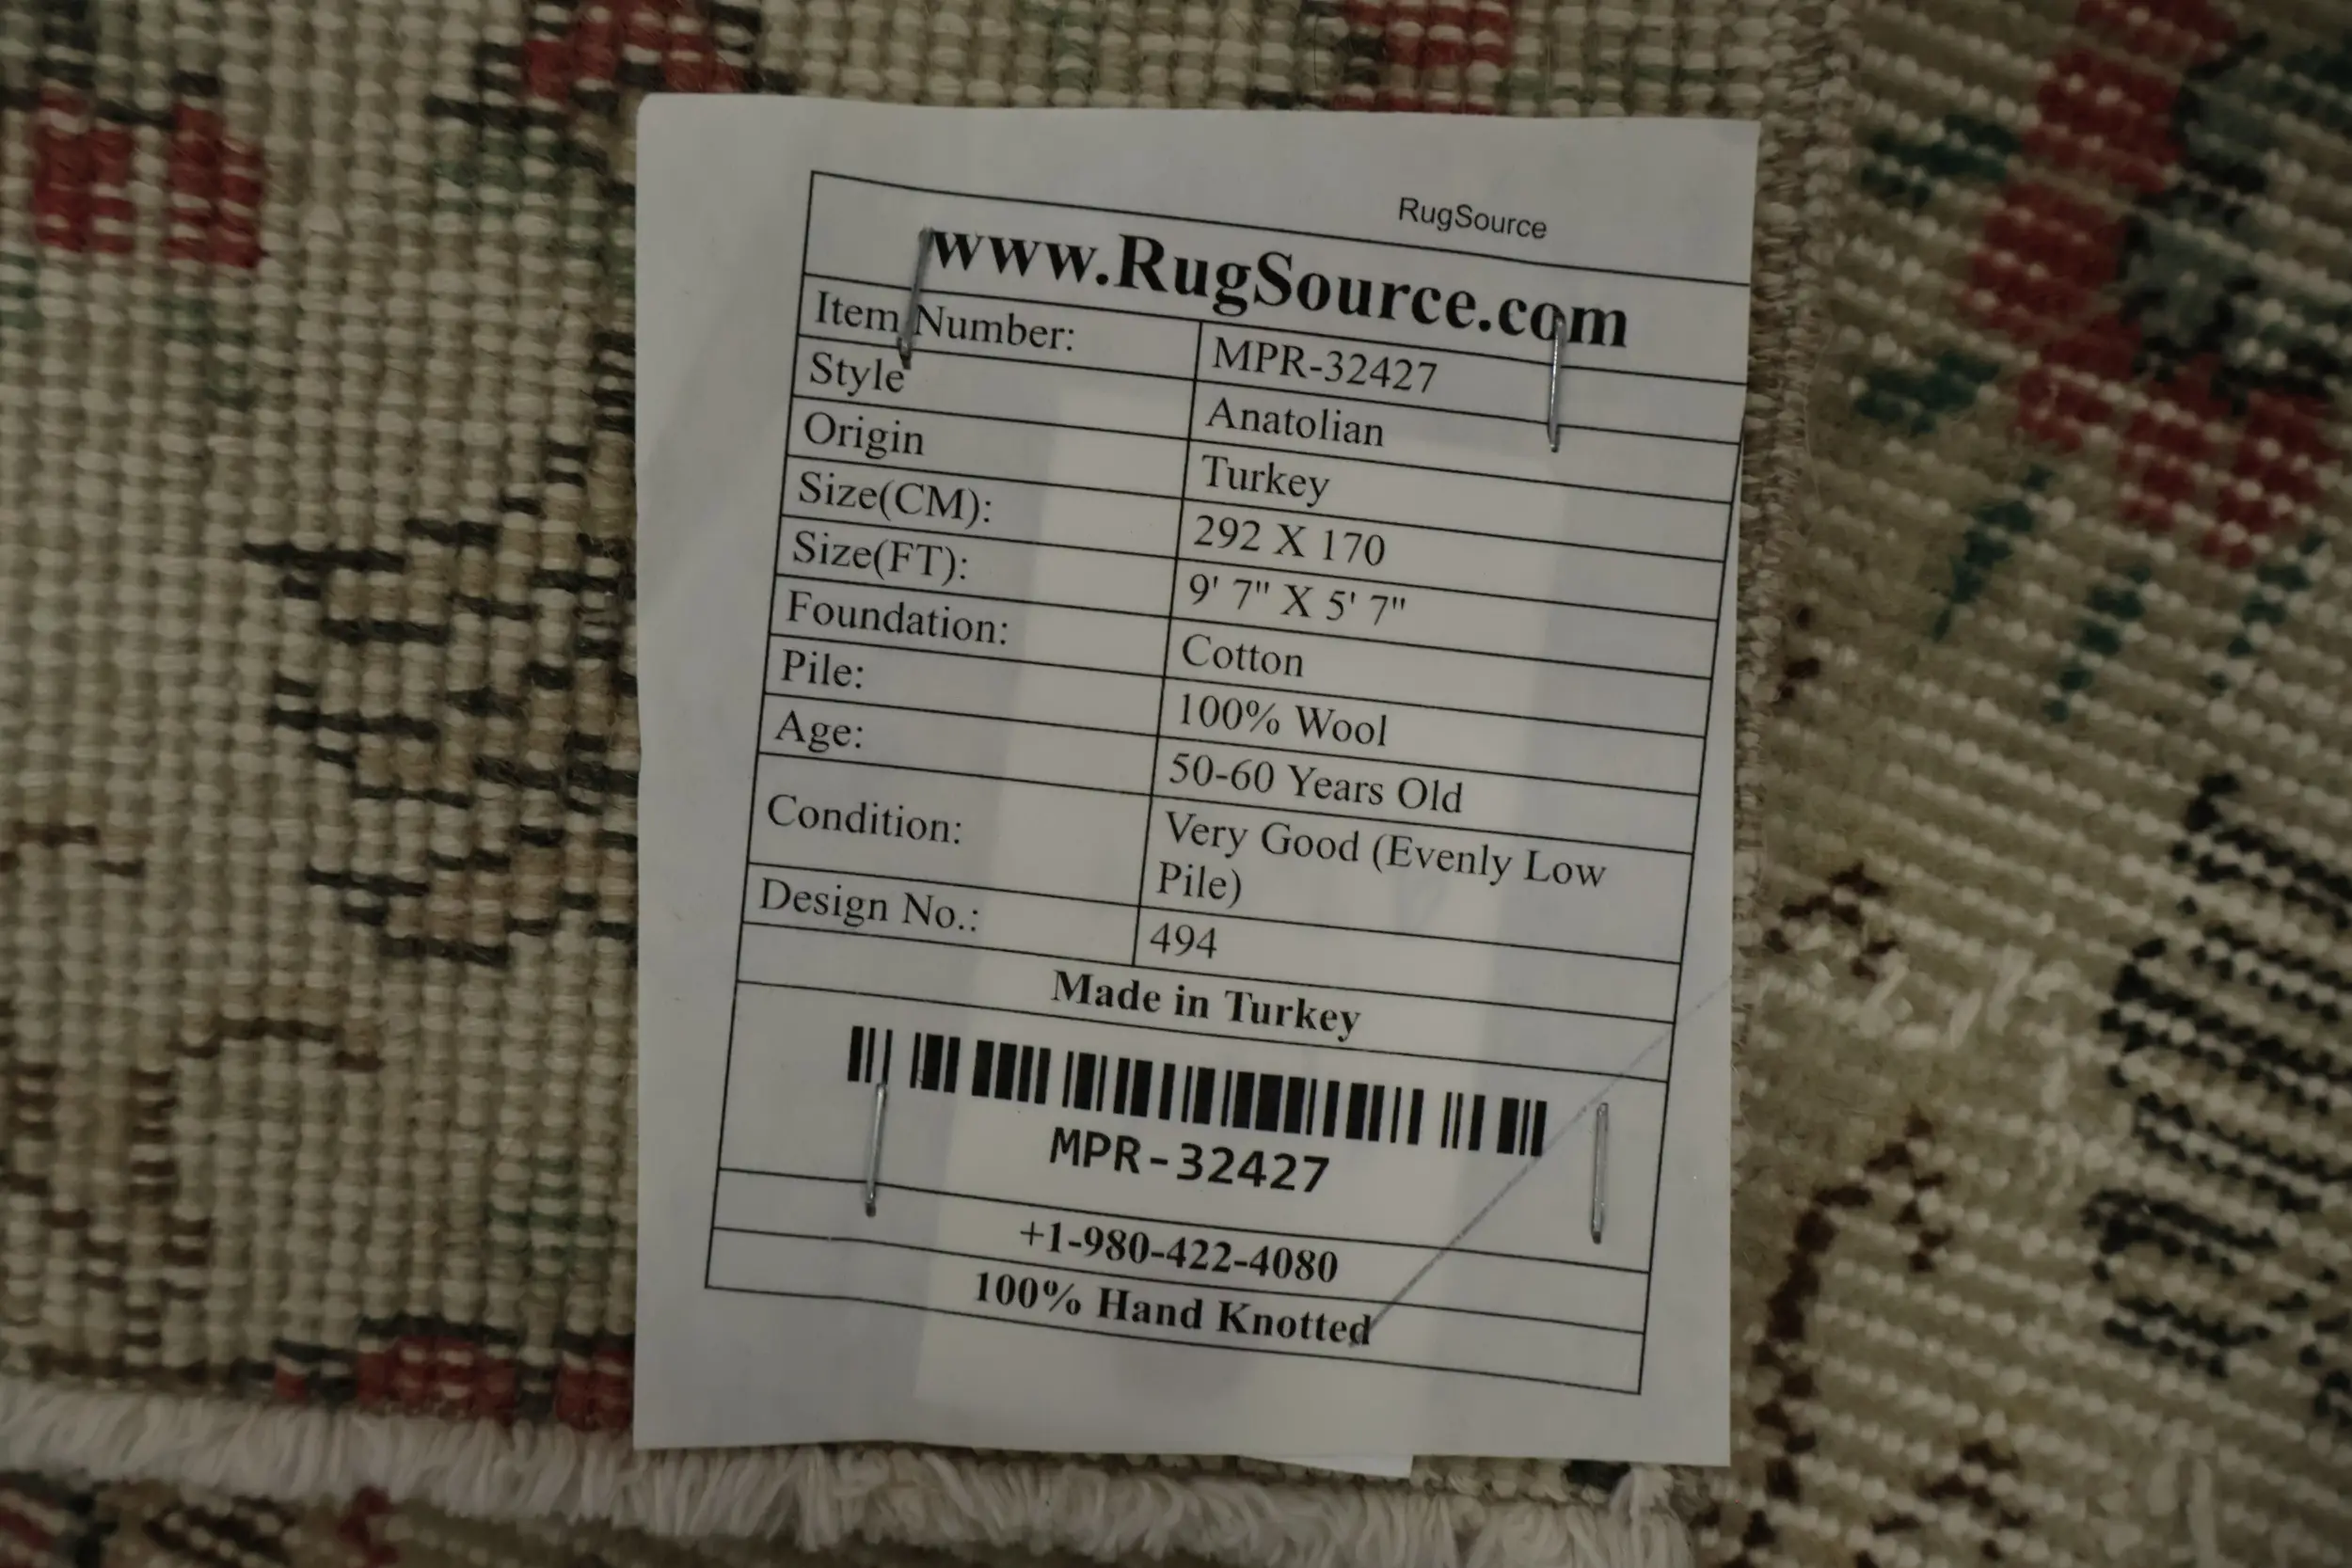 RugSource
www.RugSource.com
Item Number: MPR-32427
Style Anatolian
Origin Turkey
Size(CM): 292 X 170
Size(FT): 9' 7" X 5' 7"
Foundation: Cotton
Pile: 100% Wool
Age: 50-60 Years Old
Condition: Very Good (Evenly Low
Pile)
Design No.: 494
Made in Turkey
MPR-32427
+1-980-422-4080
100% Hand Knotted